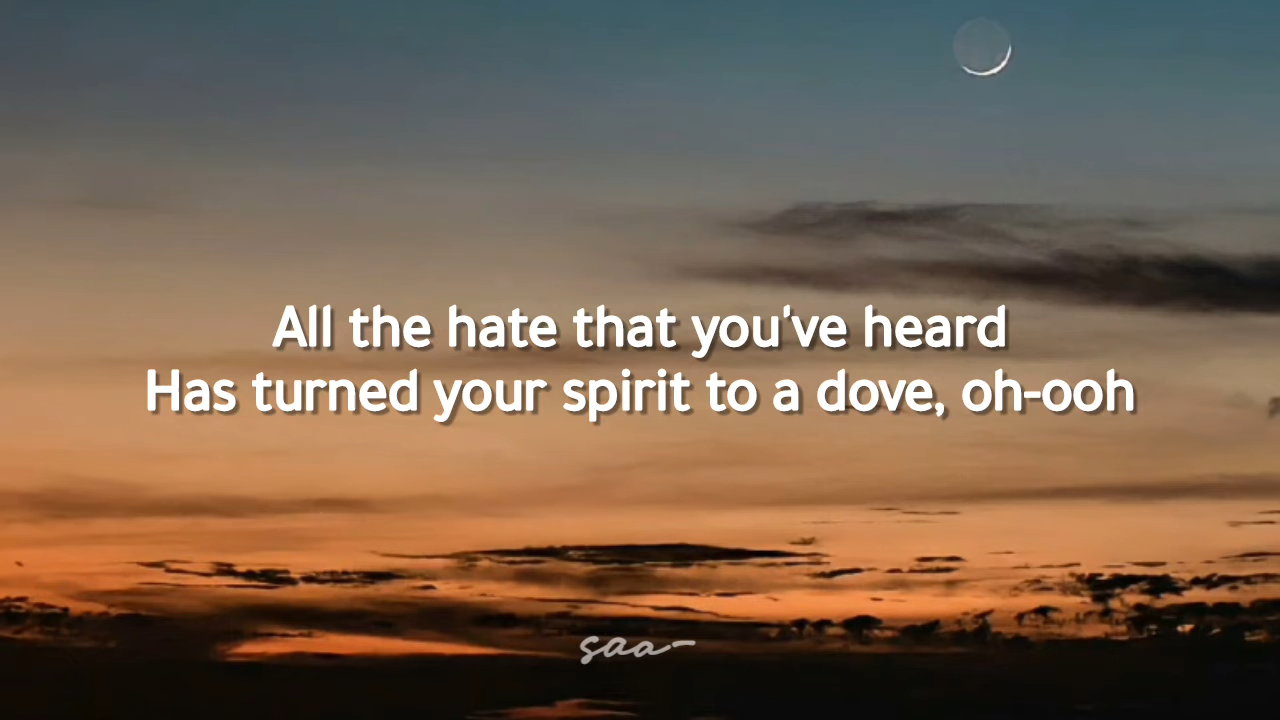 All the hate that you've heard
Has turned your spirit to a dove, oh-ooh
saa-